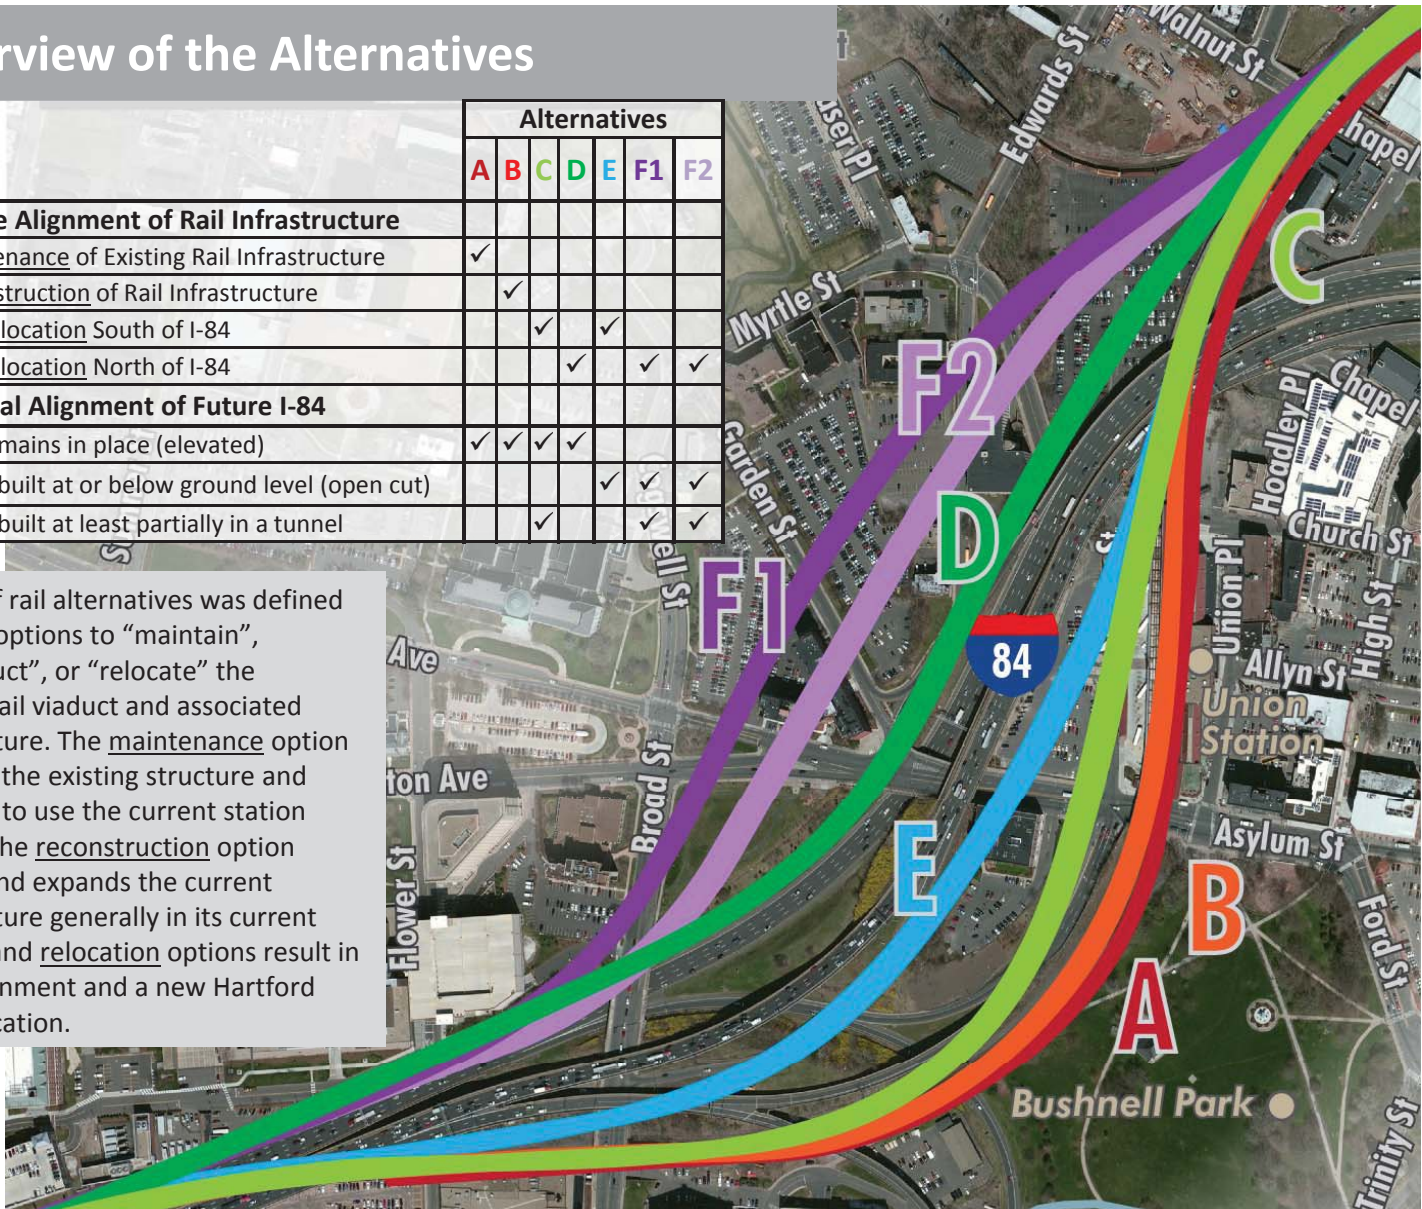 rview of the Alternatives
Alternatives
A B C D E F1 F2
e Alignment of Rail Infrastructure
enance of Existing Rail Infrastructure ✓
struction of Rail Infrastructure ✓
location South of I-84 ✓ ✓
location North of I-84 ✓ ✓ ✓
al Alignment of Future I-84
mains in place (elevated) ✓ ✓ ✓ ✓
built at or below ground level (open cut) ✓ ✓ ✓
built at least partially in a tunnel ✓ ✓ ✓
f rail alternatives was defined
options to “maintain”,
uct”, or “relocate” the
ail viaduct and associated
ture. The maintenance option
the existing structure and
to use the current station
he reconstruction option
nd expands the current
ture generally in its current
and relocation options result in
nment and a new Hartford
cation.
Walnut St
Edwards St
aser Pl
Chapel
C
Myrtle St
F2
Chapel
Hoadley Pl
Garden St
D
Church St
St
F1
swell St
Union Pl
High St
84
Allyn St
Ave
Union
Station
ton Ave
Broad St
Asylum St
E
B
Flower St
Ford St
A
Bushnell Park
Trinity St